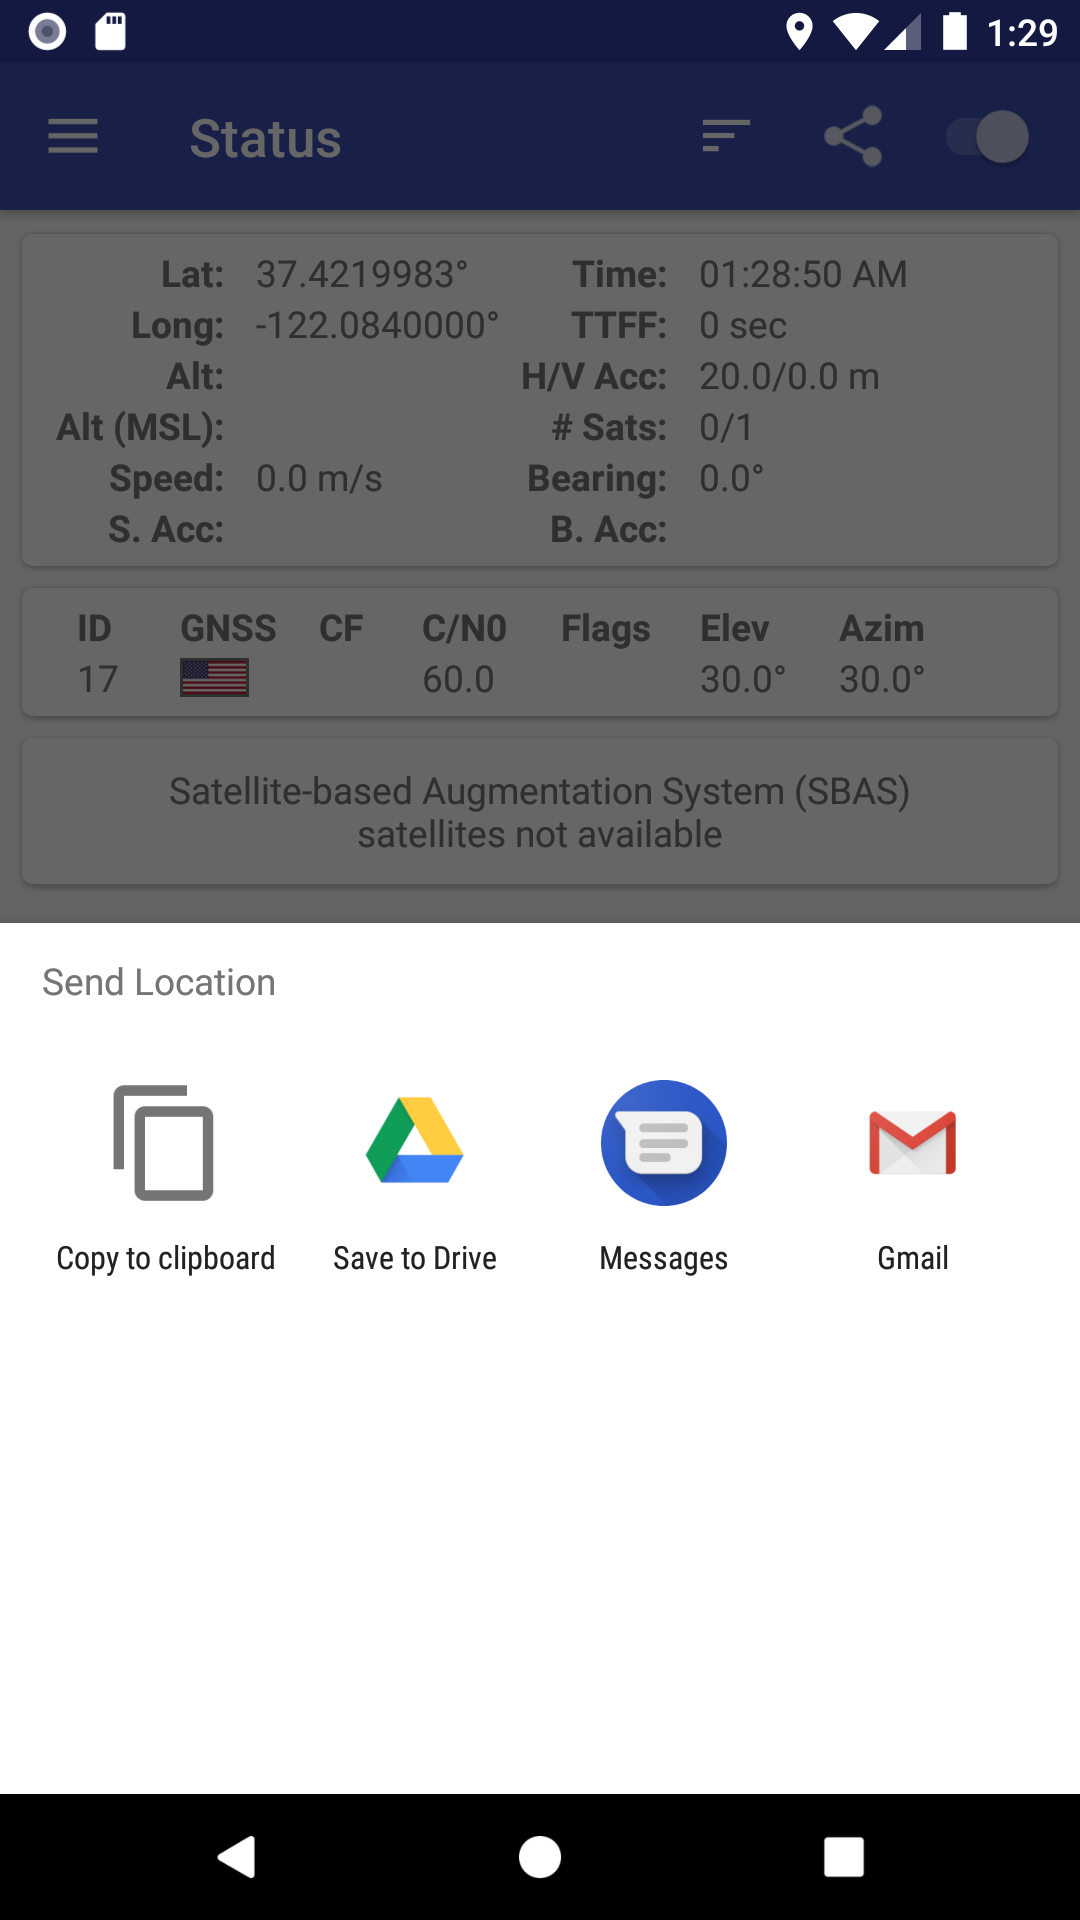 1:29
Status
Lat: 37.4219983° Time: 01:28:50 AM
Long: -122.0840000° TTFF: 0 sec
Alt: H/V Acc: 20.0/0.0 m
Alt (MSL): # Sats: 0/1
Speed: 0.0 m/s Bearing: 0.0°
S. Acc: B. Acc:
ID GNSS CF C/N0 Flags Elev Azim
17 60.0 30.0° 30.0°
Satellite-based Augmentation System (SBAS)
satellites not available
Send Location
Copy to clipboard Save to Drive Messages Gmail